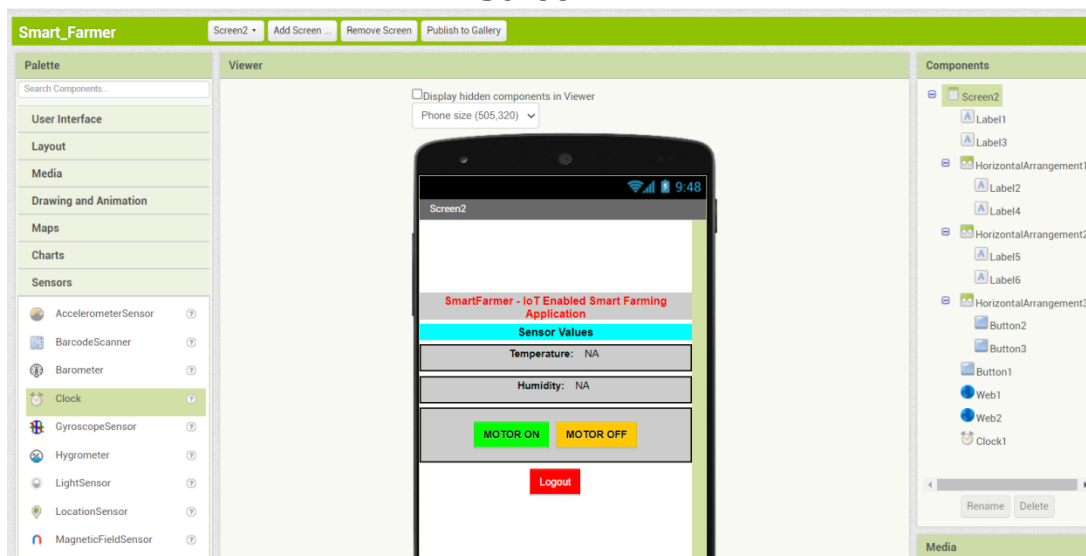 Smart_Farmer
Screen2
Add Screen ...
Remove Screen
Publish to Gallery
Palette
Search Components...
User Interface
Layout
Media
Drawing and Animation
Maps
Charts
Sensors
AccelerometerSensor
BarcodeScanner
Barometer
Clock
GyroscopeSensor
Hygrometer
LightSensor
LocationSensor
MagneticFieldSensor
Viewer
Display hidden components in Viewer
Phone size (505,320)
9:48
Screen2
SmartFarmer - IoT Enabled Smart Farming
Application
Sensor Values
Temperature: NA
Humidity: NA
MOTOR ON MOTOR OFF
Logout
Components
Screen2
Label1
Label3
HorizontalArrangement1
Label2
Label4
HorizontalArrangement2
Label5
Label6
HorizontalArrangement3
Button2
Button3
Button1
Web1
Web2
Clock1
Rename Delete
Media